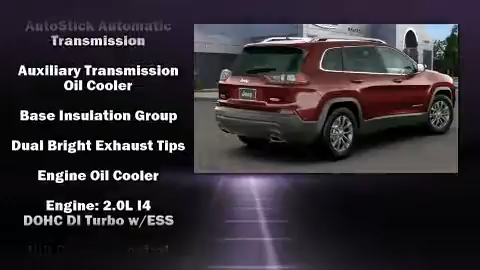 AutoStick Automatic
Transmission
Auxiliary Transmission
Oil Cooler
Base Insulation Group
Dual Bright Exhaust Tips
Engine Oil Cooler
Engine: 2.0L I4
DOHC DI Turbo w/ESS
Jeep